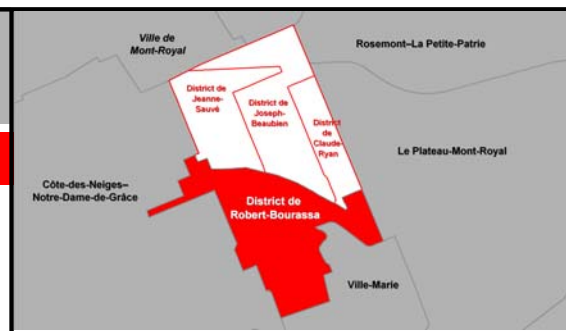 Ville de
Mont-Royal
Rosemont–La Petite-Patrie
District de
Jeanne-
Sauvé
District de
Joseph-
Beaubien
District
de
Claude-
Ryan
Le Plateau-Mont-Royal
Côte-des-Neiges–
Notre-Dame-de-Grâce
District de
Robert-Bourassa
Ville-Marie